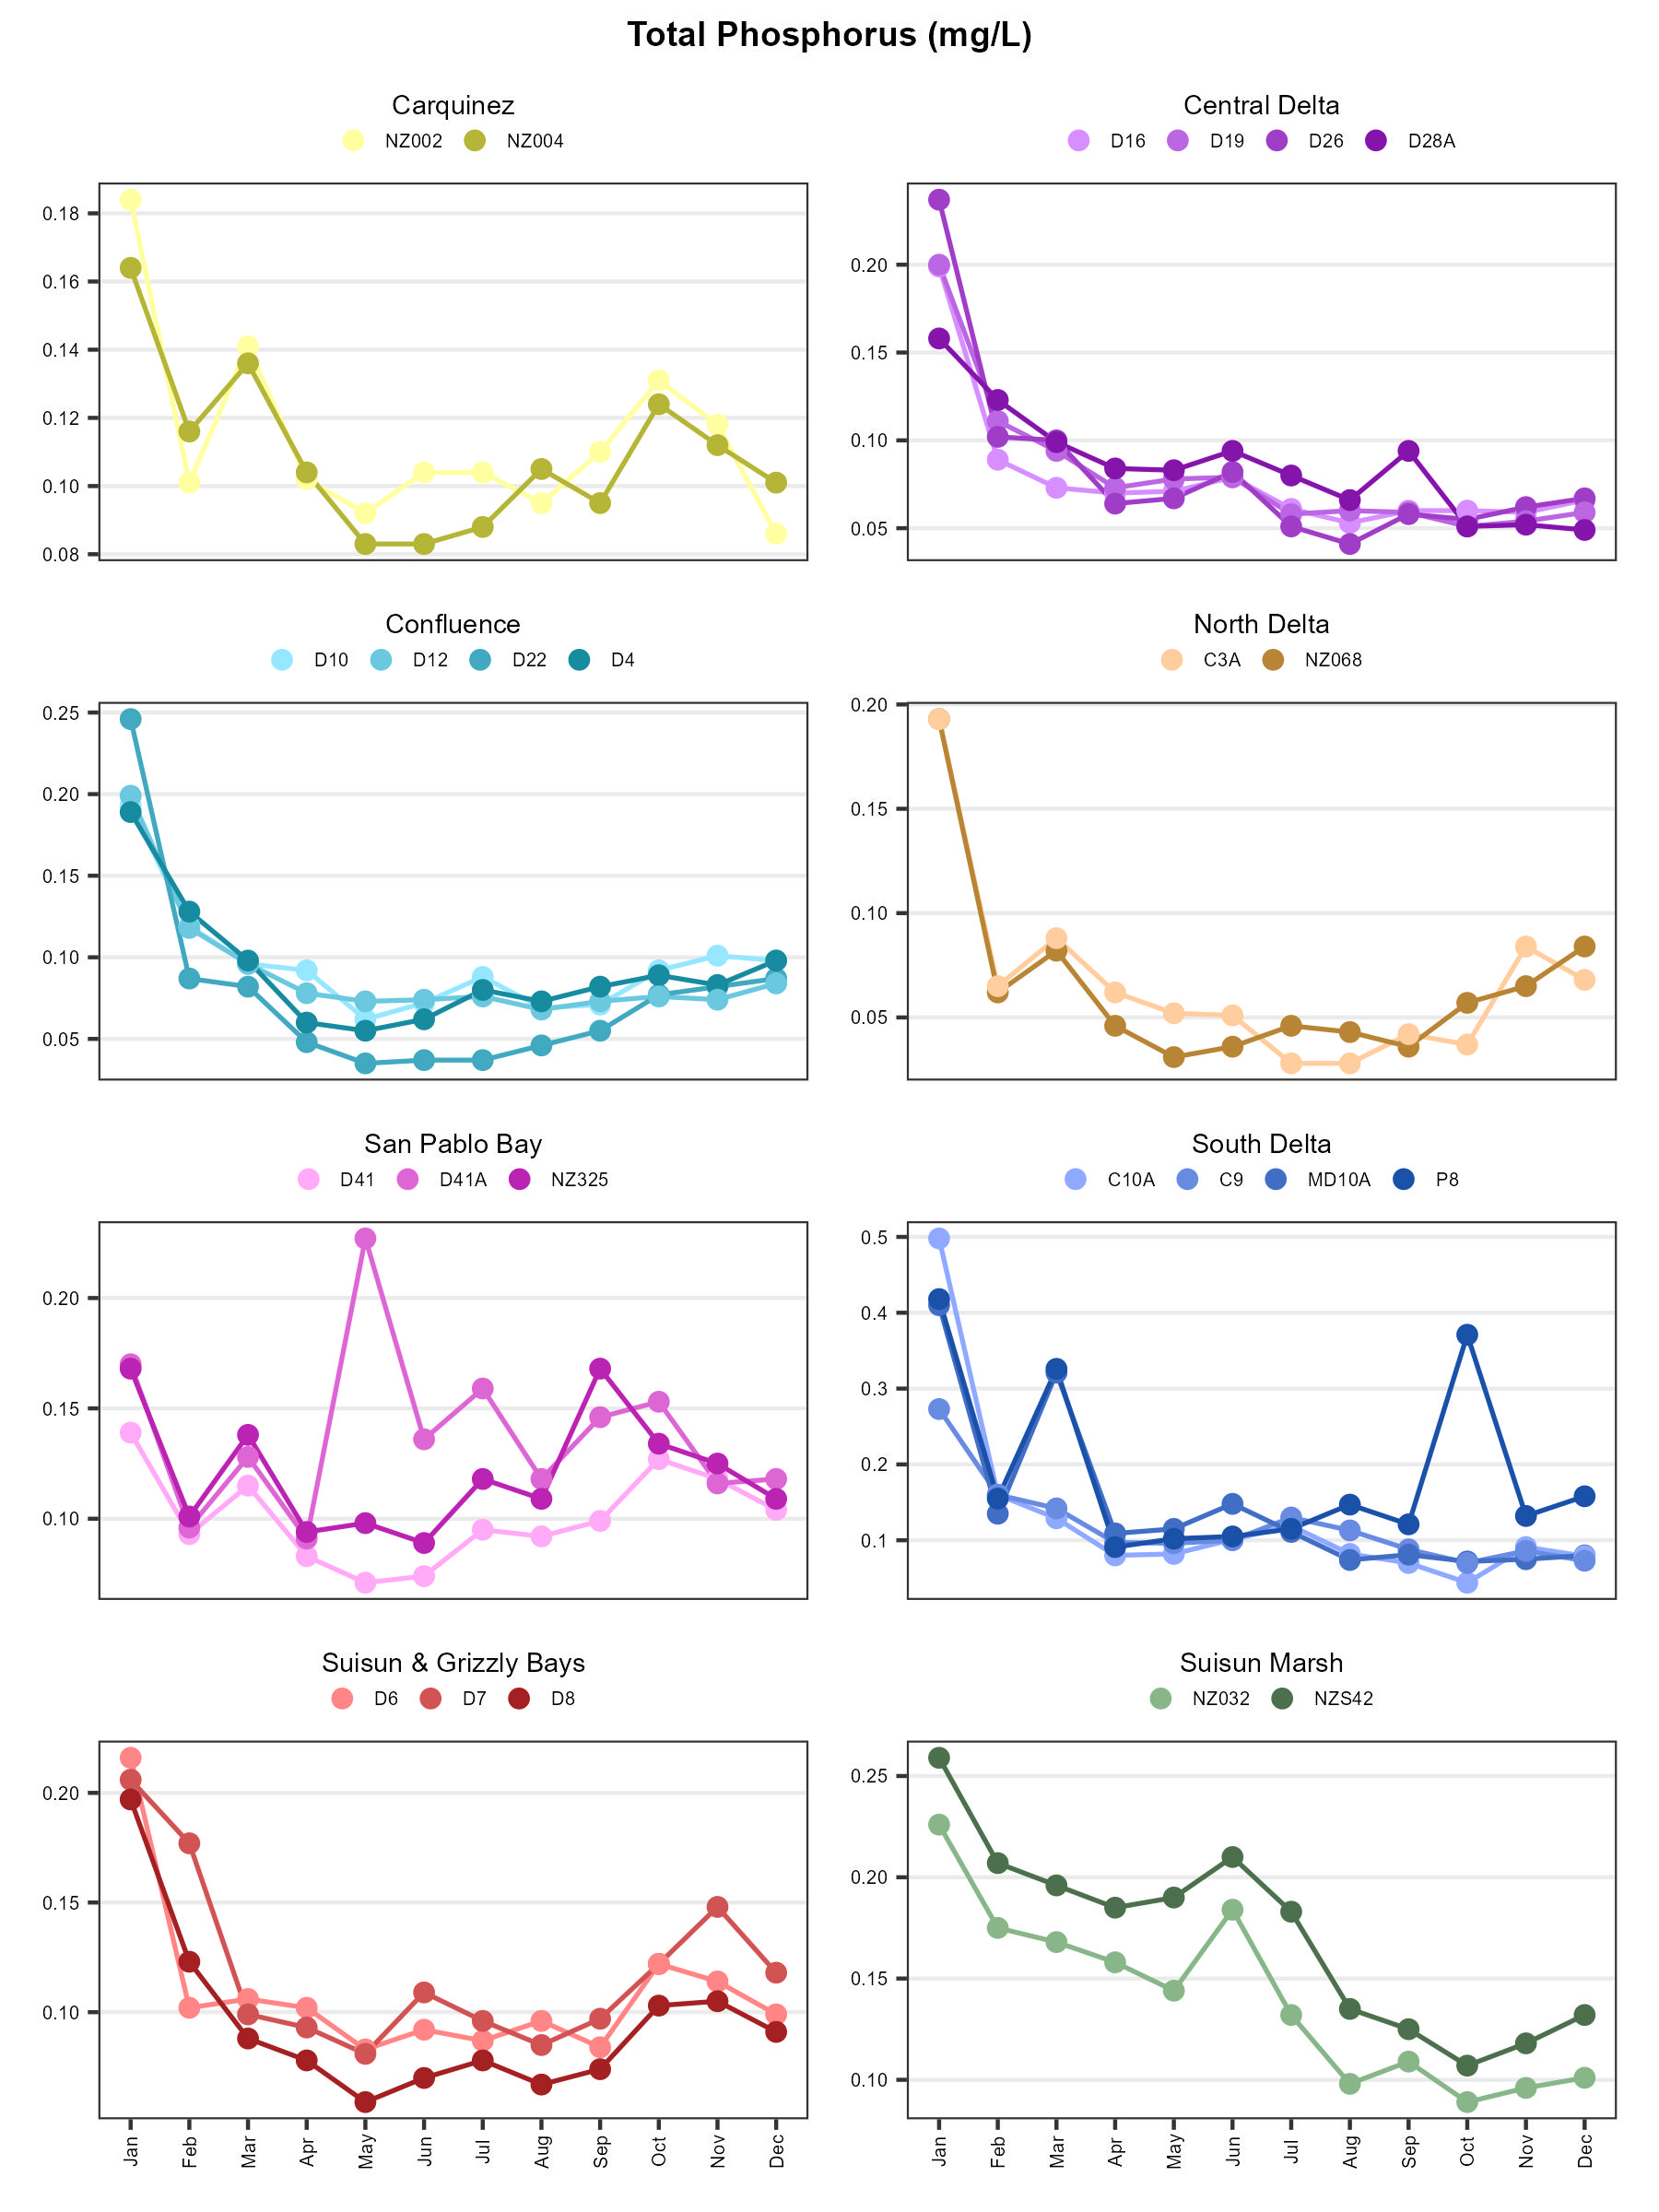 Total Phosphorus (mg/L)
Carquinez
NZ002 NZ004
0.18
0.16
0.14
0.12
0.10
0.08
Central Delta
D16 D19 D26 D28A
0.20
0.15
0.10
0.05
Confluence
D10 D12 D22 D4
0.25
0.20
0.15
0.10
0.05
North Delta
C3A NZ068
0.20
0.15
0.10
0.05
San Pablo Bay
D41 D41A NZ325
0.20
0.15
0.10
South Delta
C10A C9 MD10A P8
0.5
0.4
0.3
0.2
0.1
Suisun & Grizzly Bays
D6 D7 D8
0.20
0.15
0.10
Jan Feb Mar Apr May Jun Jul Aug Sep Oct Nov Dec
Suisun Marsh
NZ032 NZS42
0.25
0.20
0.15
0.10
Jan Feb Mar Apr May Jun Jul Aug Sep Oct Nov Dec